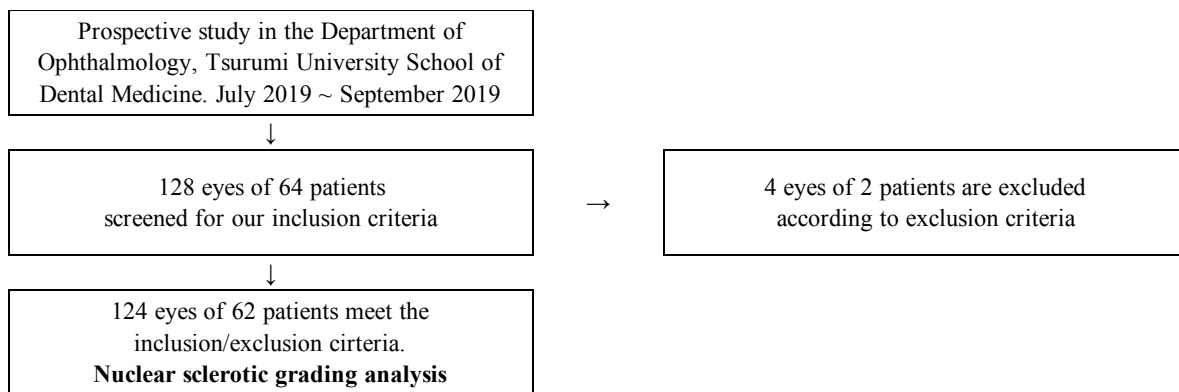 Prospective study in the Department of
Ophthalmology, Tsurumi University School of
Dental Medicine. July 2019 ~ September 2019
↓
128 eyes of 64 patients
screened for our inclusion criteria
→
4 eyes of 2 patients are excluded
according to exclusion criteria
↓
124 eyes of 62 patients meet the
inclusion/exclusion cirteria.
Nuclear sclerotic grading analysis